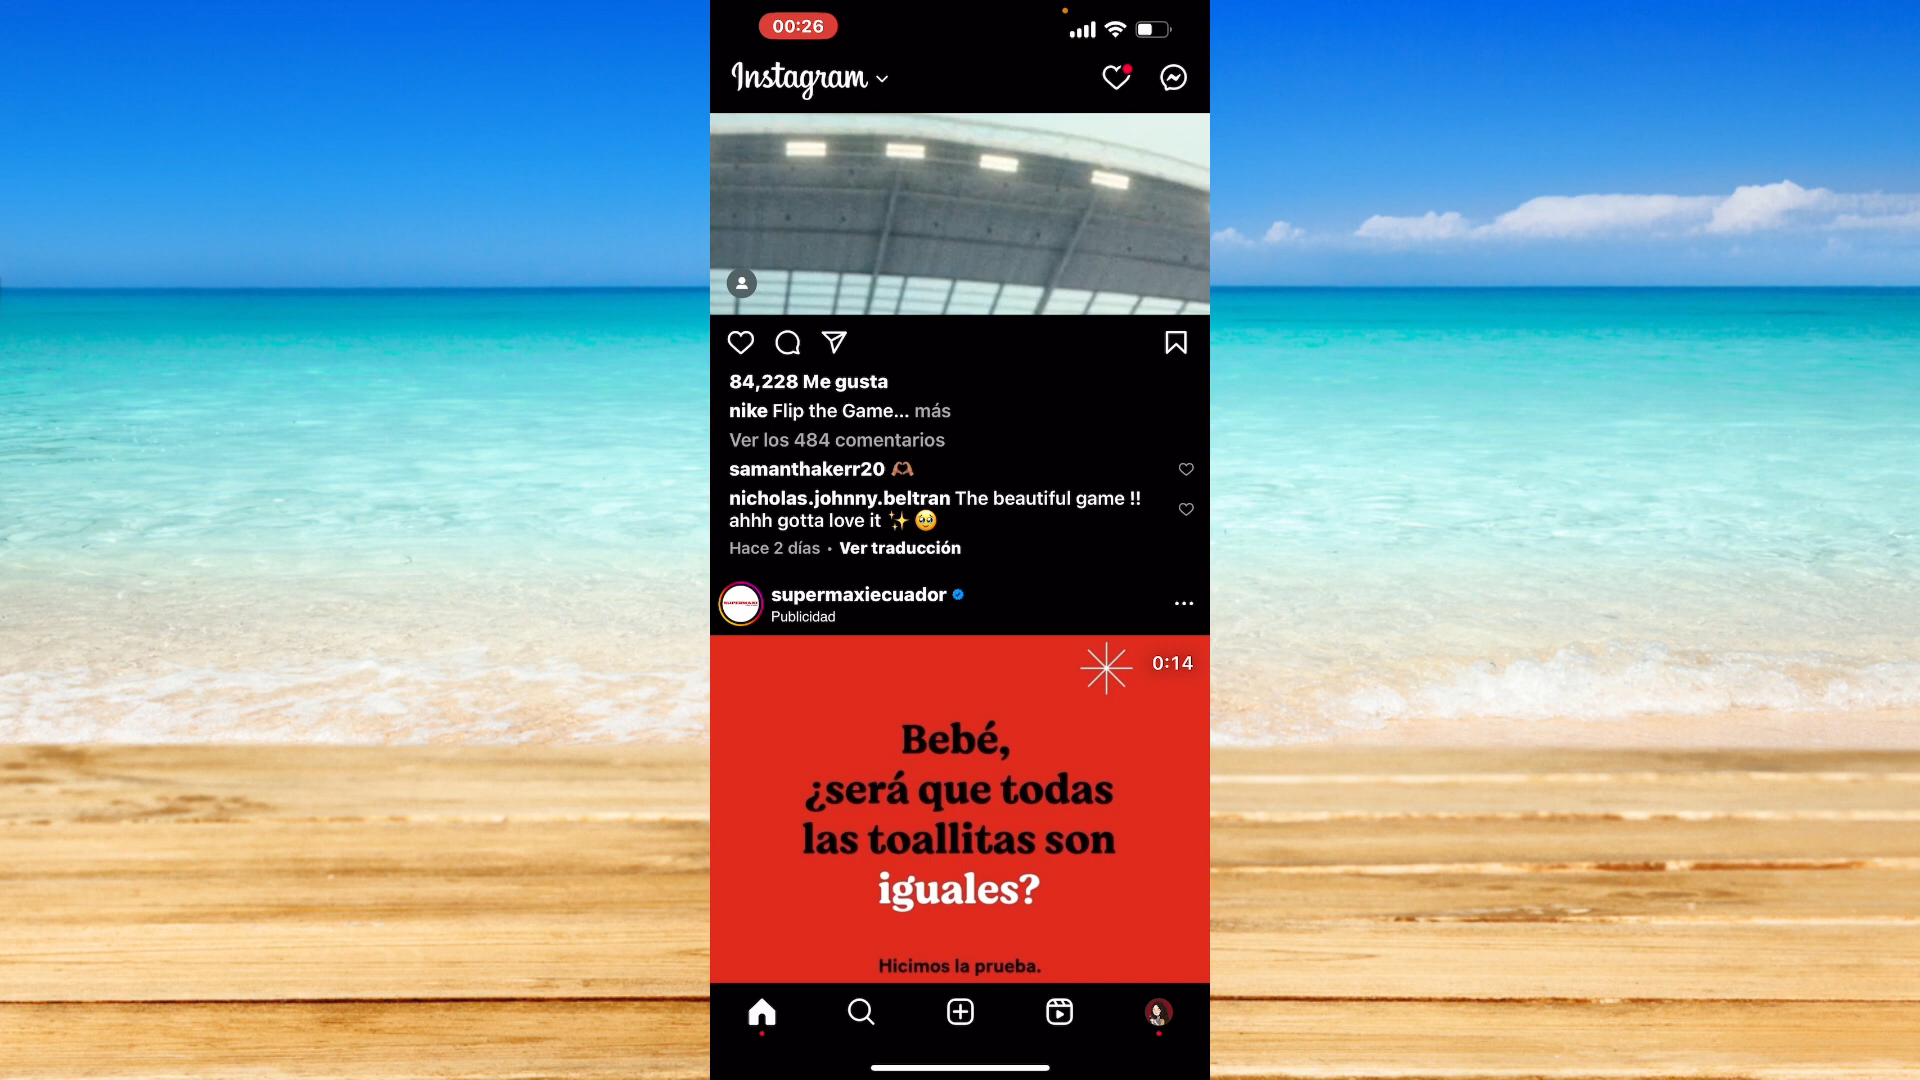 00:26
Instagram
84,228 Me gusta
nike Flip the Game... más
Ver los 484 comentarios
samanthakerr20 🫶🏾
nicholas.johnny.beltran The beautiful game !!
ahhh gotta love it ✨ 🥹
Hace 2 días • Ver traducción
SUPERMAXI
supermaxiecuador
Publicidad
0:14
Bebé,
¿será que todas
las toallitas son
iguales?
Hicimos la prueba.